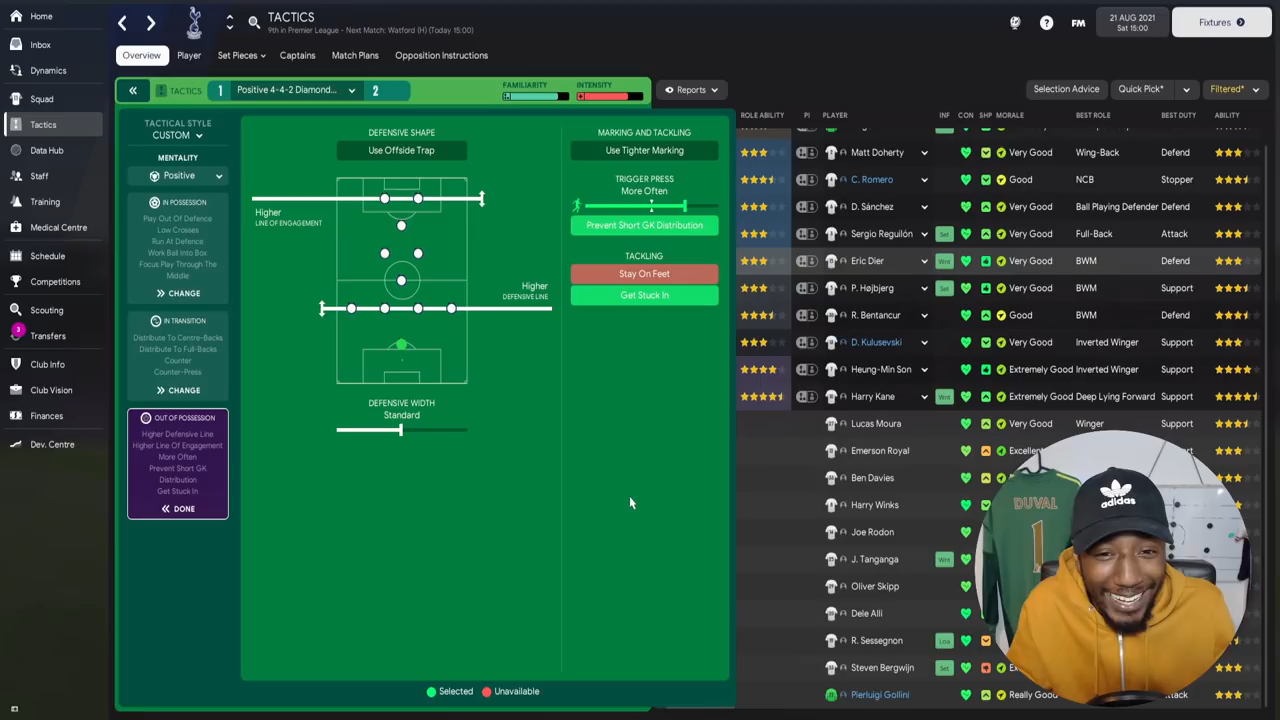 Home
Inbox
Dynamics
Squad
Tactics
Data Hub
Staff
Training
Medical Centre
Schedule
Competitions
Scouting
3
Transfers
Club Info
Club Vision
Finances
Dev. Centre
TACTICS
9th in Premier League - Next Match: Watford (H) (Today 15:00)
FM
21 AUG 2021
Sat 15:00
Fixtures
Overview
Player
Set Pieces
Captains
Match Plans
Opposition Instructions
TACTICS
1
Positive 4-4-2 Diamond...
2
FAMILIARITY
INTENSITY
Reports
Selection Advice
Quick Pick*
Filtered*
TACTICAL STYLE
CUSTOM
MENTALITY
Positive
IN POSSESSION
Play Out Of Defence
Low Crosses
Run At Defence
Work Ball Into Box
Focus Play Through The
Middle
CHANGE
IN TRANSITION
Distribute To Centre-Backs
Distribute To Full-Backs
Counter
Counter-Press
CHANGE
OUT OF POSSESSION
Higher Defensive Line
Higher Line Of Engagement
More Often
Prevent Short GK
Distribution
Get Stuck In
DONE
DEFENSIVE SHAPE
Use Offside Trap
Higher
LINE OF ENGAGEMENT
Higher
DEFENSIVE LINE
DEFENSIVE WIDTH
Standard
MARKING AND TACKLING
Use Tighter Marking
TRIGGER PRESS
More Often
Prevent Short GK Distribution
TACKLING
Stay On Feet
Get Stuck In
Selected
Unavailable
ROLE ABILITY PI PLAYER INF CON SHP MORALE BEST ROLE BEST DUTY ABILITY
Matt Doherty Very Good Wing-Back Defend
C. Romero Good NCB Stopper
D. Sánchez Very Good Ball Playing Defender Defend
Sergio Reguilón Set Very Good Full-Back Attack
Eric Dier Wnt Very Good BWM Defend
P. Højbjerg Set Very Good BWM Support
R. Bentancur Good BWM Defend
D. Kulusevski Very Good Inverted Winger Support
Heung-Min Son Extremely Good Inverted Winger Support
Harry Kane Wnt Extremely Good Deep Lying Forward Support
Lucas Moura Very Good Winger Support
Emerson Royal
Ben Davies
Harry Winks
Joe Rodon
J. Tanganga Wnt
Oliver Skipp
Dele Alli
R. Sessegnon Loa
Steven Bergwijn Set
Pierluigi Gollini Really Good
DUVAL
1
adidas